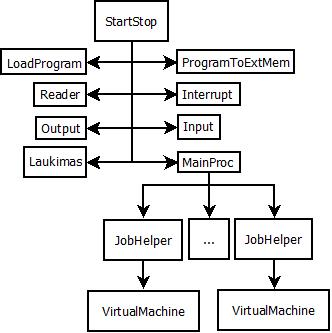 StartStop
LoadProgram
ProgramToExtMem
Reader
Interrupt
Output
Input
Laukimas
MainProc
JobHelper
...
JobHelper
VirtualMachine
VirtualMachine